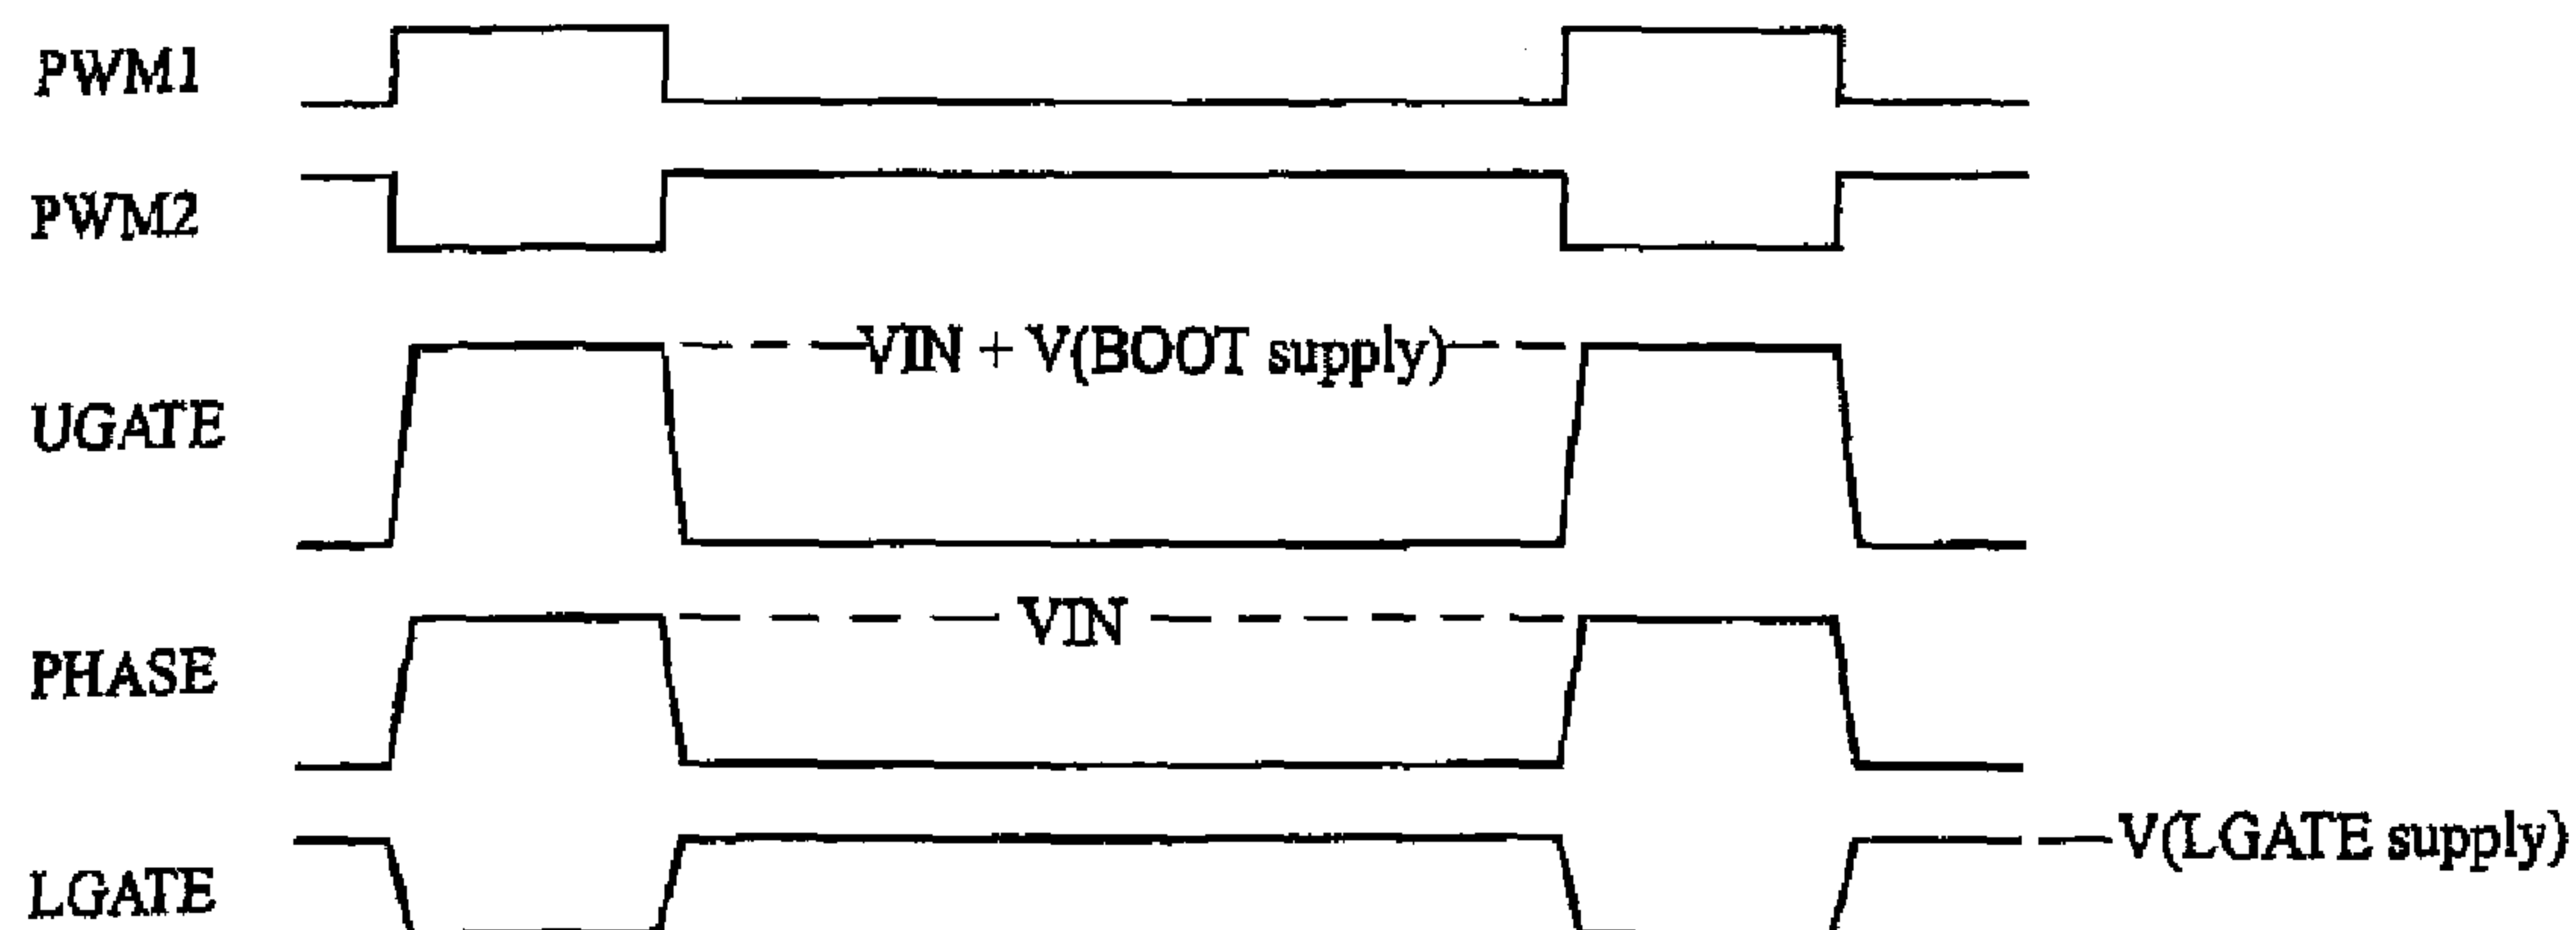 PWM1
PWM2
VIN + V(BOOT supply)
UGATE
VIN
PHASE
V(LGATE supply)
LGATE